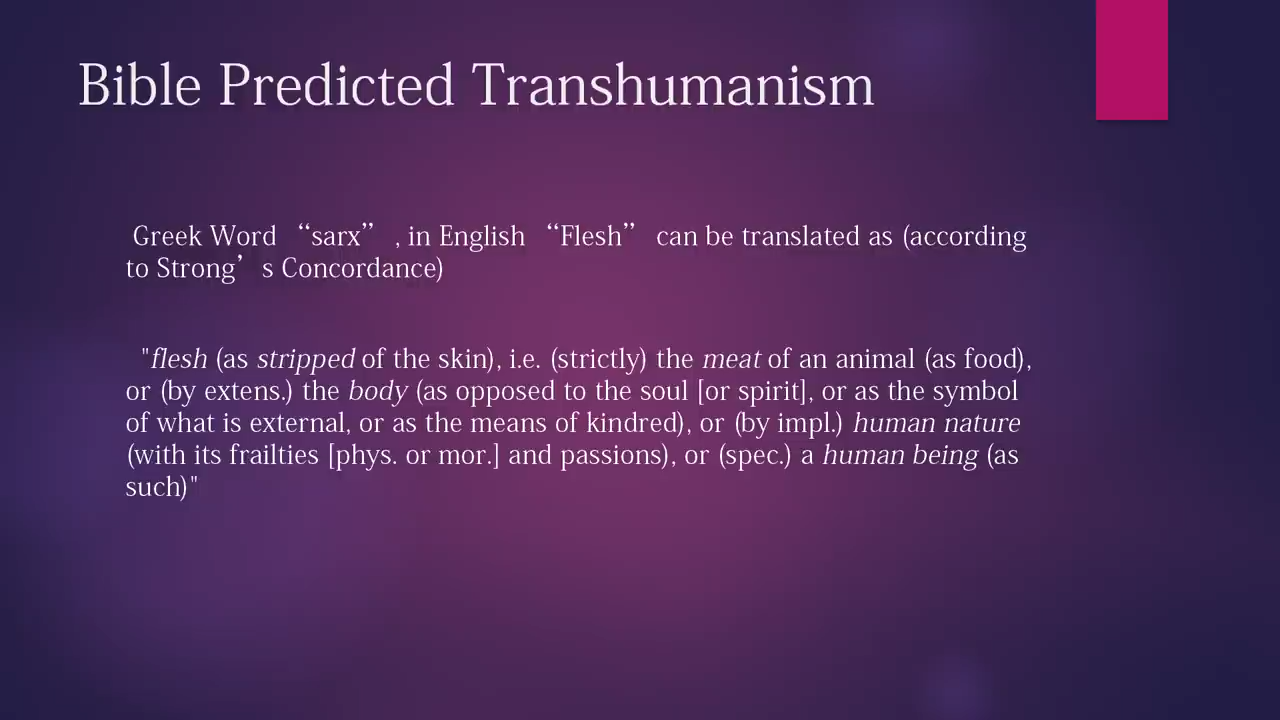 Bible Predicted Transhumanism
Greek Word “sarx” , in English “Flesh” can be translated as (according
to Strong’ s Concordance)
"flesh (as stripped of the skin), i.e. (strictly) the meat of an animal (as food),
or (by extens.) the body (as opposed to the soul [or spirit], or as the symbol
of what is external, or as the means of kindred), or (by impl.) human nature
(with its frailties [phys. or mor.] and passions), or (spec.) a human being (as
such)"